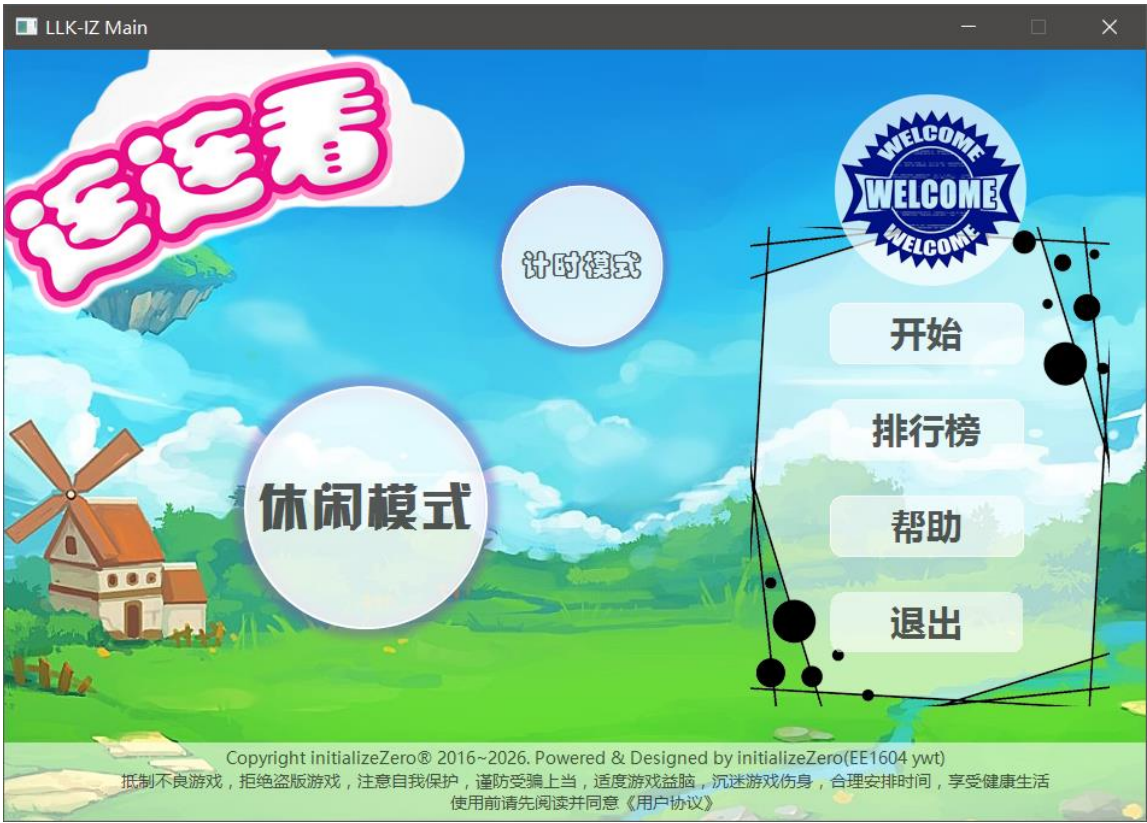 LLK-IZ Main
连连看
WELCOME
WELCOME
WELCOME
计时模式
开始
排行榜
休闲模式
帮助
退出
Copyright initializeZero® 2016~2026. Powered & Designed by initializeZero(EE1604 ywt)
抵制不良游戏，拒绝盗版游戏，注意自我保护，谨防受骗上当，适度游戏益脑，沉迷游戏伤身，合理安排时间，享受健康生活
使用前请先阅读并同意《用户协议》